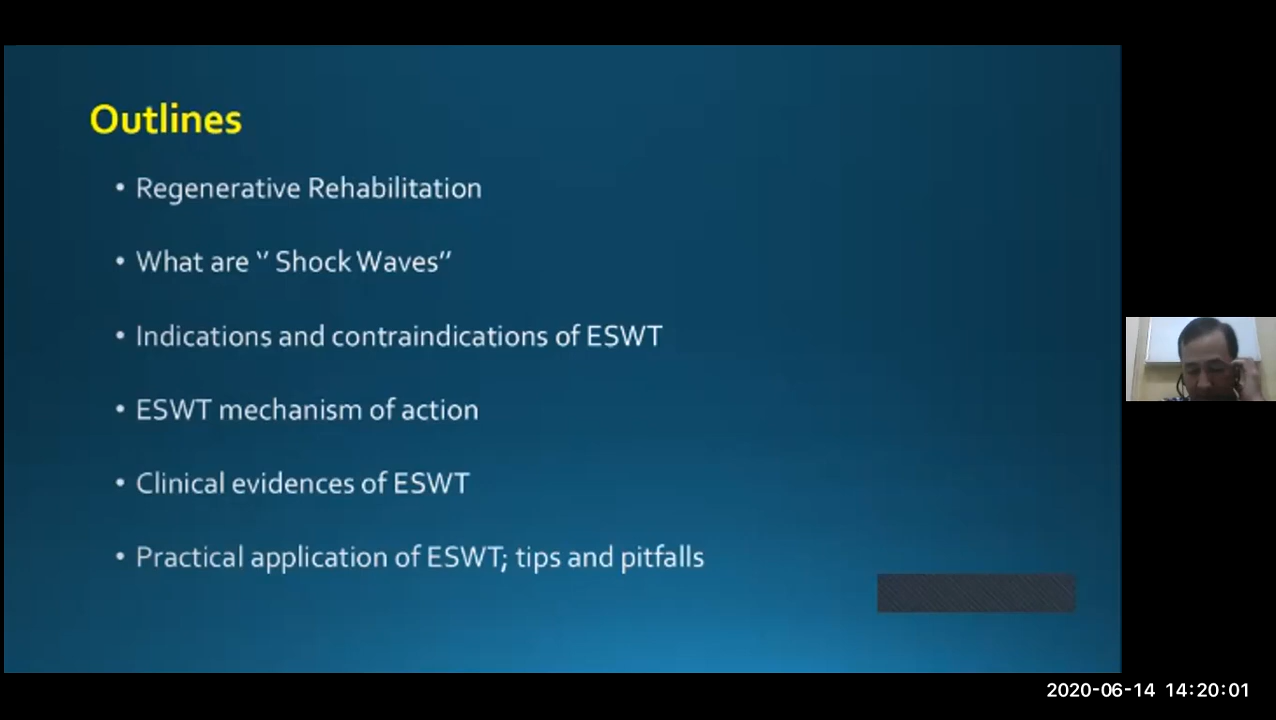 Outlines
• Regenerative Rehabilitation
• What are “ Shock Waves”
• Indications and contraindications of ESWT
• ESWT mechanism of action
• Clinical evidences of ESWT
• Practical application of ESWT; tips and pitfalls
2020-06-14 14:20:01